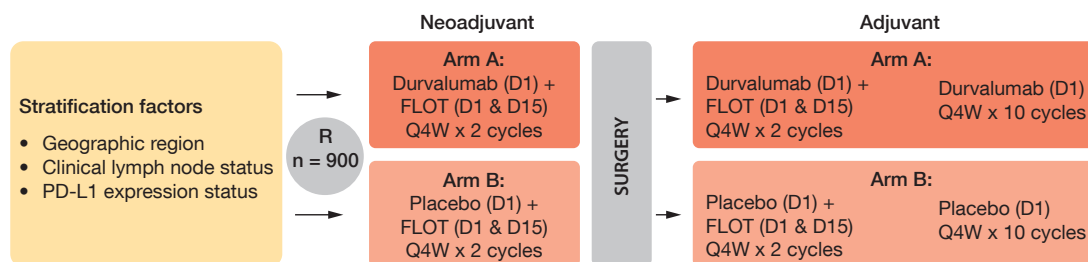 Neoadjuvant
Adjuvant
Stratification factors
• Geographic region
• Clinical lymph node status
• PD-L1 expression status
R
n = 900
Arm A:
Durvalumab (D1) +
FLOT (D1 & D15)
Q4W x 2 cycles
Arm B:
Placebo (D1) +
FLOT (D1 & D15)
Q4W x 2 cycles
SURGERY
Arm A:
Durvalumab (D1) +
FLOT (D1 & D15)
Q4W x 2 cycles
Durvalumab (D1)
Q4W x 10 cycles
Arm B:
Placebo (D1) +
FLOT (D1 & D15)
Q4W x 2 cycles
Placebo (D1)
Q4W x 10 cycles